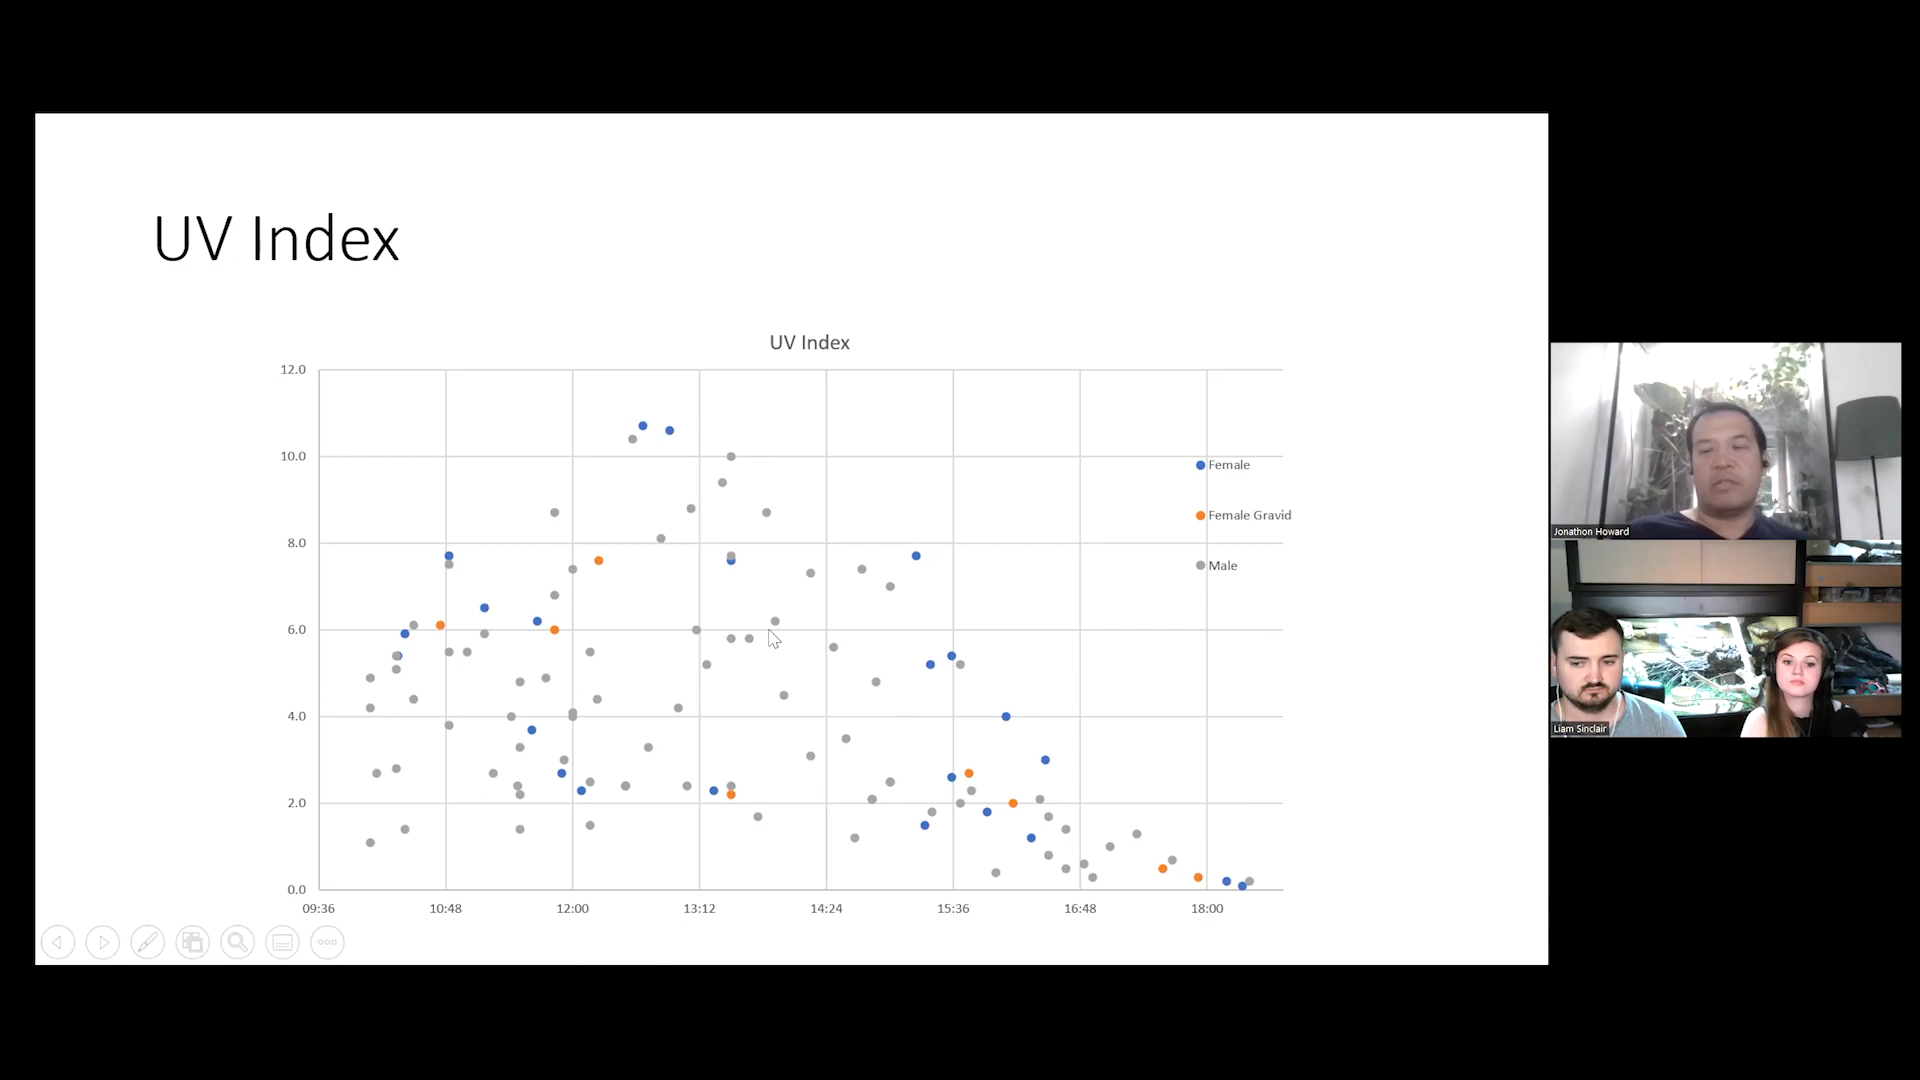 UV Index
UV Index
12.0
10.0
8.0
6.0
4.0
2.0
0.0
09:36
10:48
12:00
13:12
14:24
15:36
16:48
18:00
Female
Female Gravid
Male
Jonathon Howard
Liam Sinclair